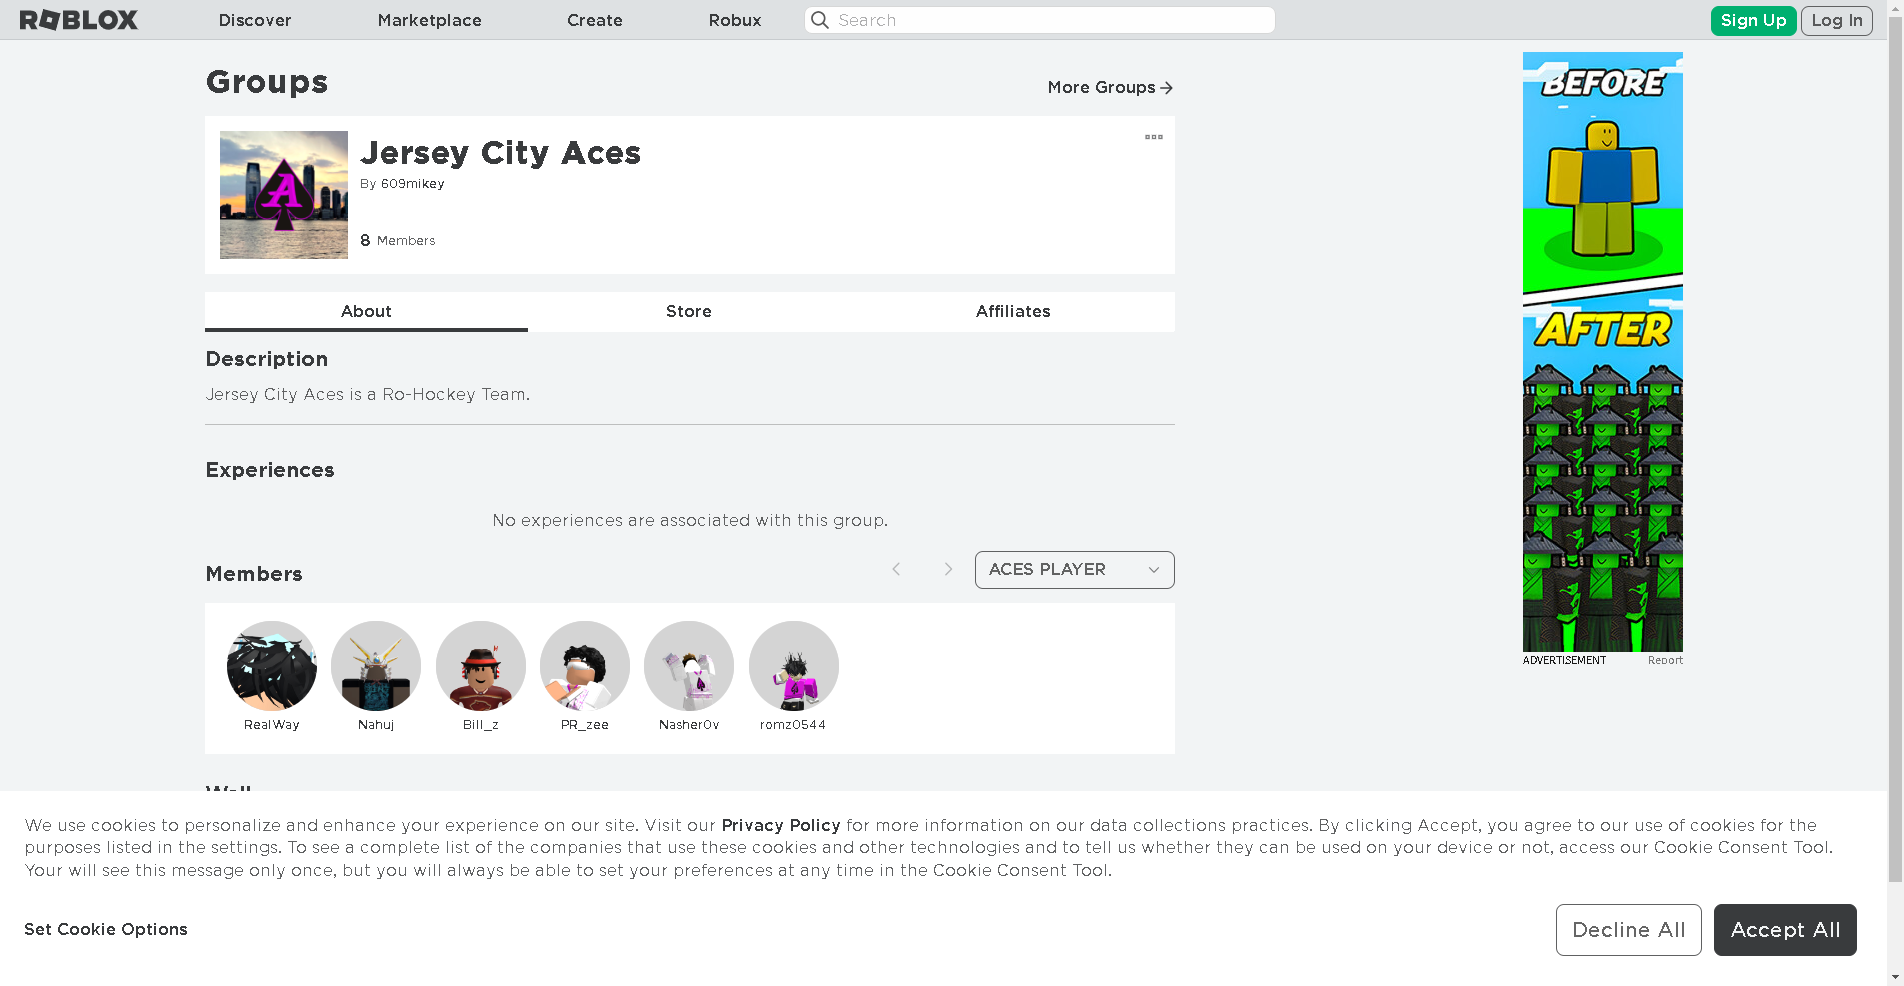 ROBLOX Discover Marketplace Create Robux Search Sign Up Log In
Groups
More Groups
Jersey City Aces
By 609mikey
8 Members
A
About Store Affiliates
Description
Jersey City Aces is a Ro-Hockey Team.
Experiences
No experiences are associated with this group.
Members
ACES PLAYER
RealWay Nahuj Bill_z PR_zee Nasher0v romz0544
Wall
BEFORE
AFTER
ADVERTISEMENT Report
We use cookies to personalize and enhance your experience on our site. Visit our Privacy Policy for more information on our data collections practices. By clicking Accept, you agree to our use of cookies for the
purposes listed in the settings. To see a complete list of the companies that use these cookies and other technologies and to tell us whether they can be used on your device or not, access our Cookie Consent Tool.
Your will see this message only once, but you will always be able to set your preferences at any time in the Cookie Consent Tool.
Set Cookie Options
Decline All Accept All